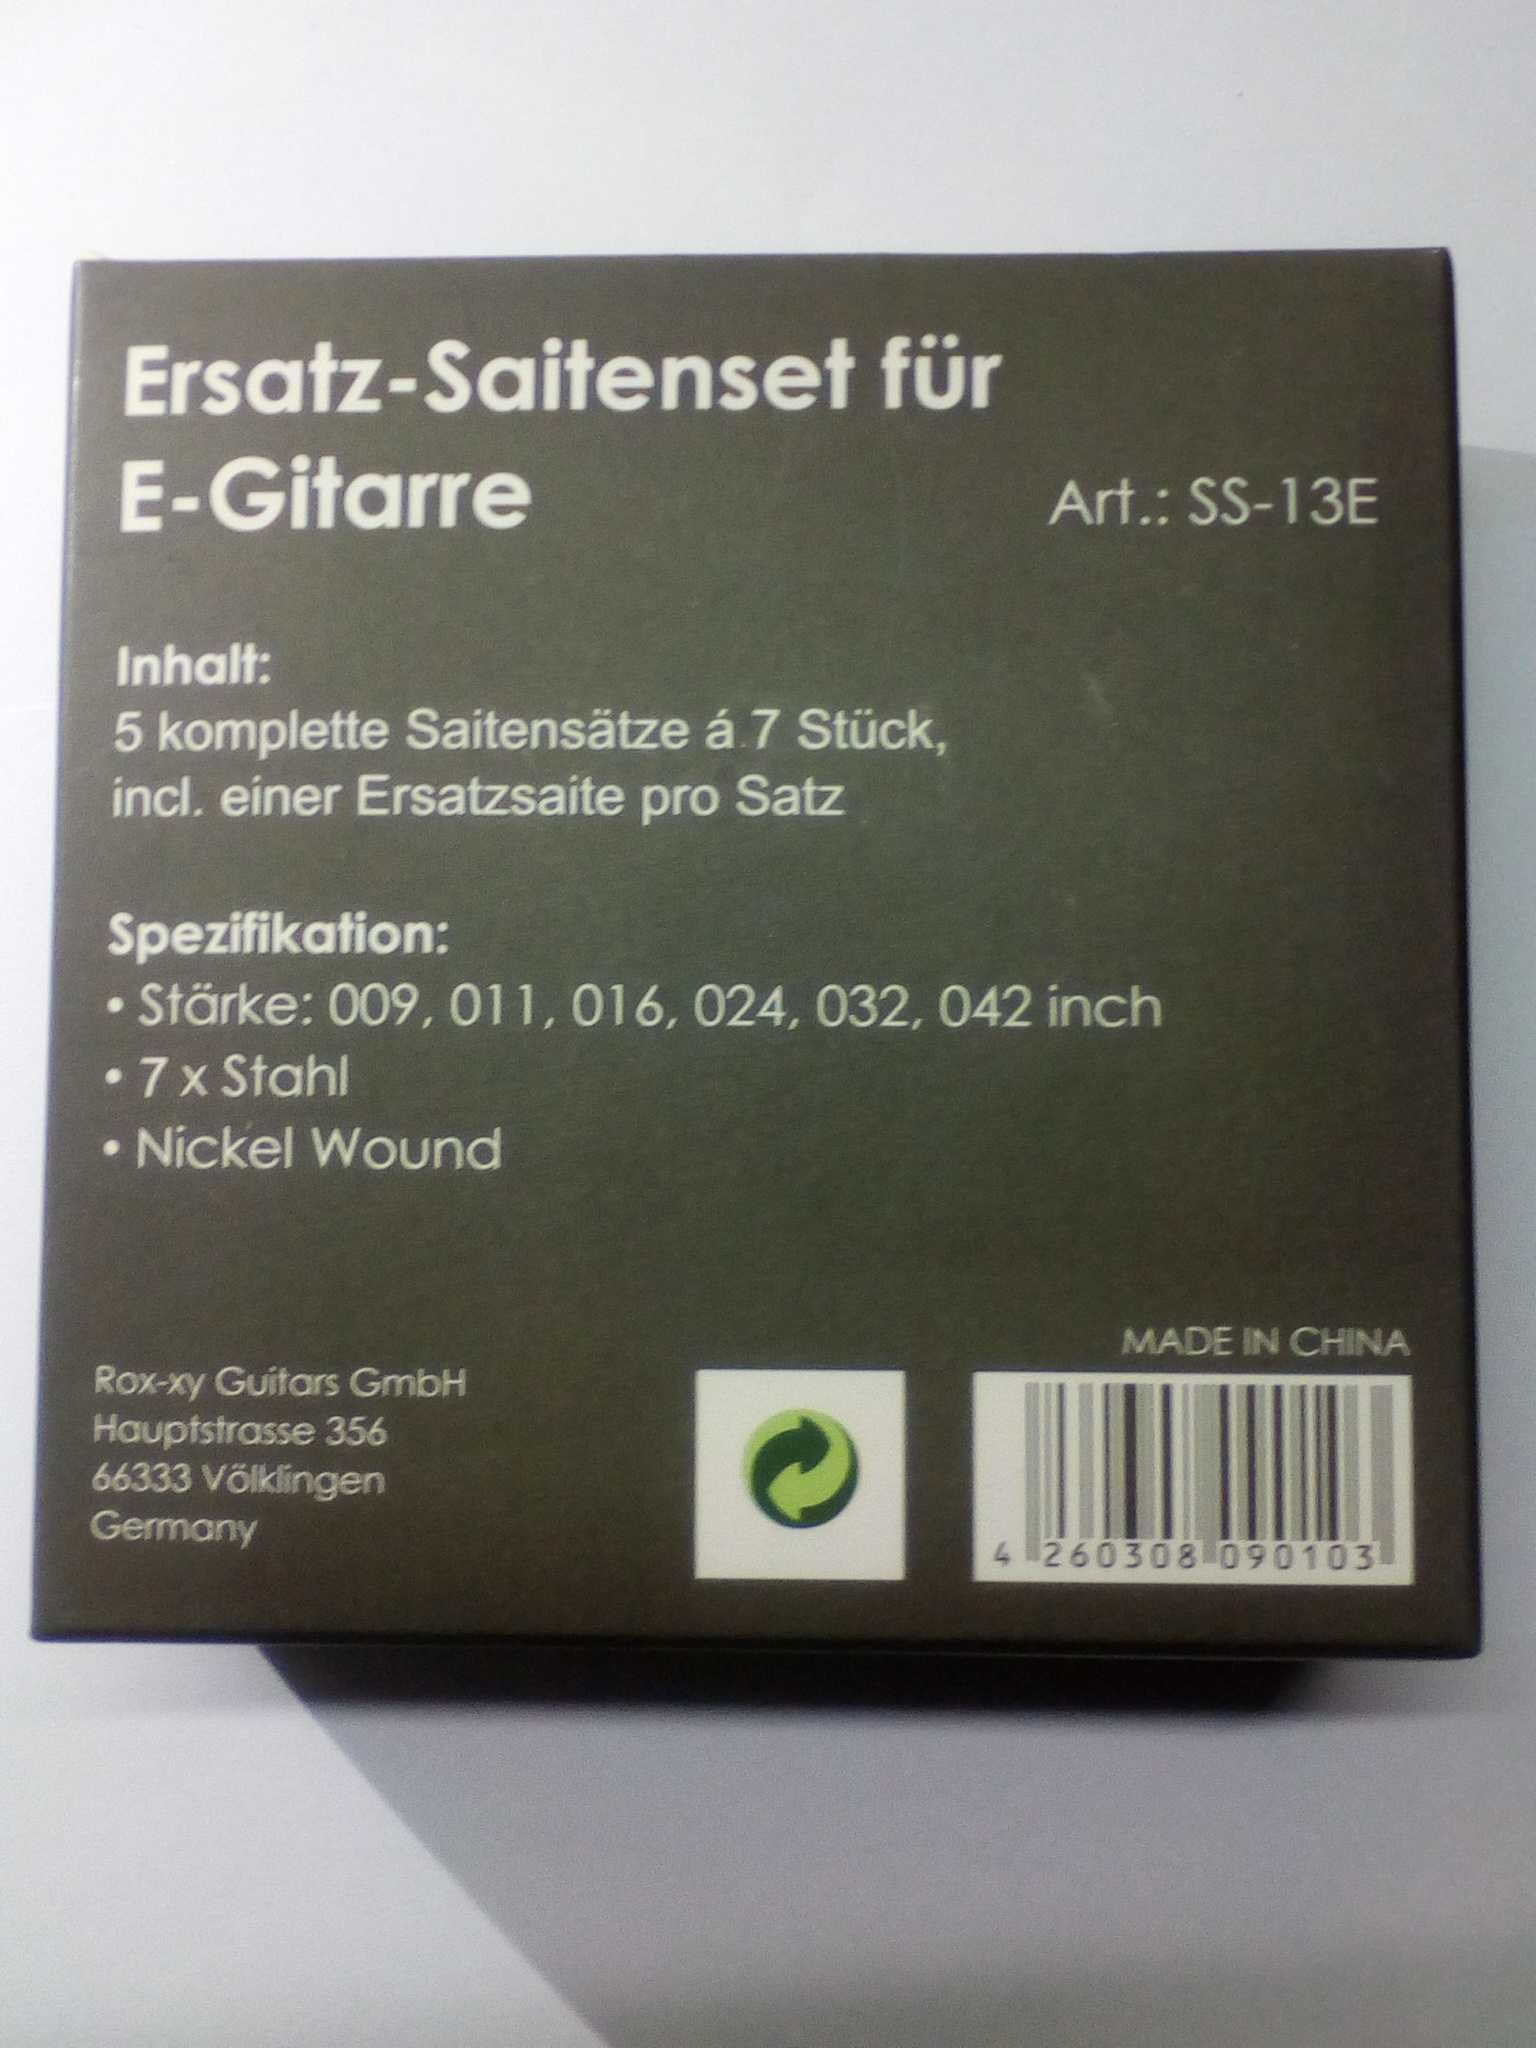 Ersatz-Saitenset für
E-Gitarre
Art.: SS-13E
Inhalt:
5 komplette Saitensätze á 7 Stück,
incl. einer Ersatzsaite pro Satz
Spezifikation:
• Stärke: 009, 011, 016, 024, 032, 042 inch
• 7 x Stahl
• Nickel Wound
Rox-xy Guitars GmbH
Hauptstrasse 356
66333 Völklingen
Germany
MADE IN CHINA
4 260308 090103